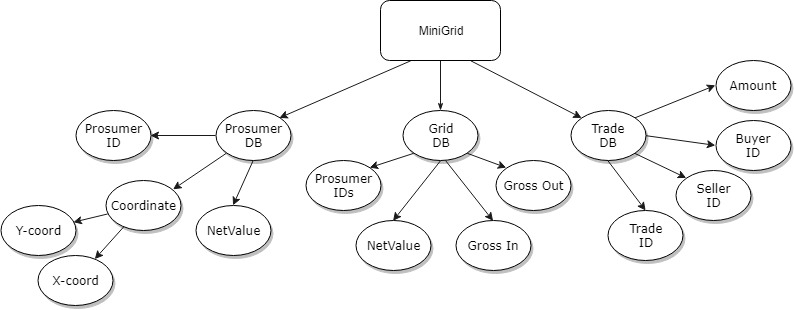 MiniGrid
Amount
Prosumer
ID
Prosumer
DB
Grid
DB
Trade
DB
Buyer
ID
Prosumer
IDs
Gross Out
Seller
ID
Coordinate
Y-coord
NetValue
NetValue
Gross In
Trade
ID
X-coord